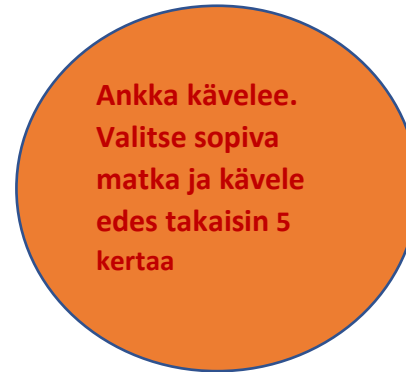 Ankka kävelee.
Valitse sopiva
matka ja kävele
edes takaisin 5
kertaa